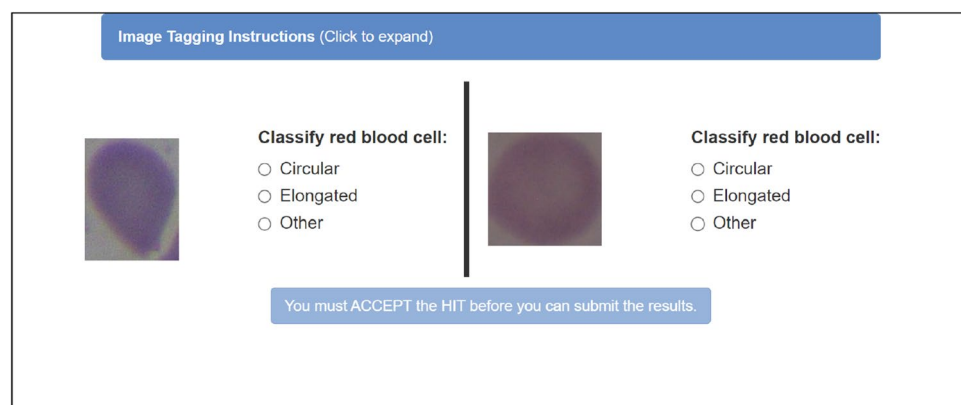 Image Tagging Instructions (Click to expand)
Classify red blood cell:
Circular
Elongated
Other
Classify red blood cell:
Circular
Elongated
Other
You must ACCEPT the HIT before you can submit the results.